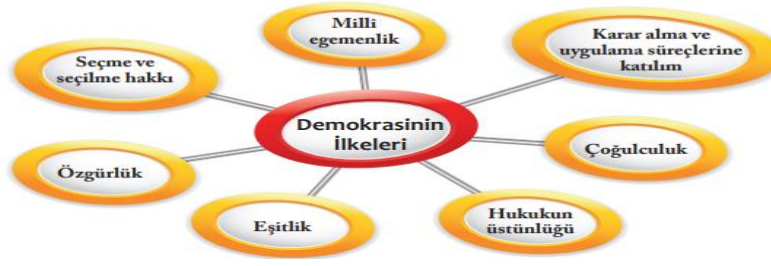 Milli
egemenlik
Karar alma ve
uygulama süreçlerine
katılım
Seçme ve
seçilme hakkı
Demokrasinin
İlkeleri
Çoğulculuk
Özgürlük
Eşitlik
Hukukun
üstünlüğü